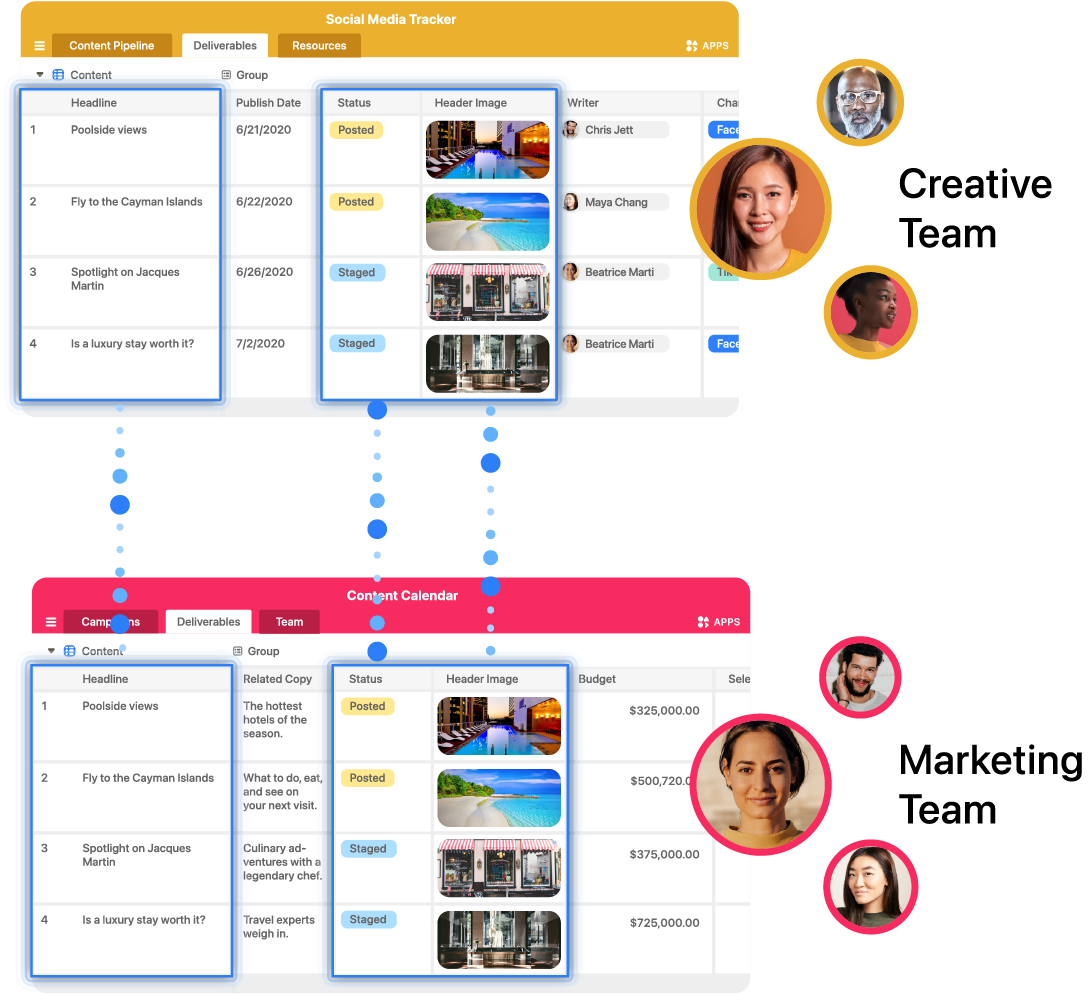 Social Media Tracker
Content Pipeline Deliverables Resources APPS
Content Group
Headline Publish Date Status Header Image Writer Cha
1 Poolside views 6/21/2020 Posted Chris Jett Face
2 Fly to the Cayman Islands 6/22/2020 Posted Maya Chang
3 Spotlight on Jacques 6/26/2020 Staged Beatrice Marti Tik
Martin
4 Is a luxury stay worth it? 7/2/2020 Staged Beatrice Marti Face
Creative
Team
Content Calendar
Campaigns Deliverables Team APPS
Content Group
Headline Related Copy Status Header Image Budget Sele
1 Poolside views The hottest Posted $325,000.00
hotels of the
season.
2 Fly to the Cayman Islands What to do, eat, Posted $500,720.0
and see on
your next visit.
3 Spotlight on Jacques Culinary ad- Staged $375,000.00
Martin ventures with a
legendary chef.
4 Is a luxury stay worth it? Travel experts Staged $725,000.00
weigh in.
Marketing
Team